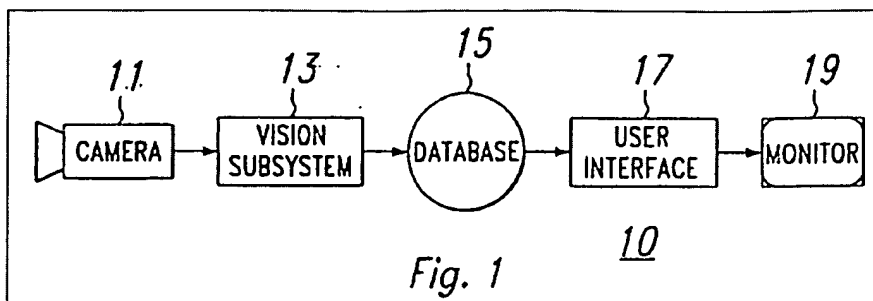 11 13 15 17 19
CAMERA
VISION
SUBSYSTEM
DATABASE
USER
INTERFACE
MONITOR
10
Fig. 1